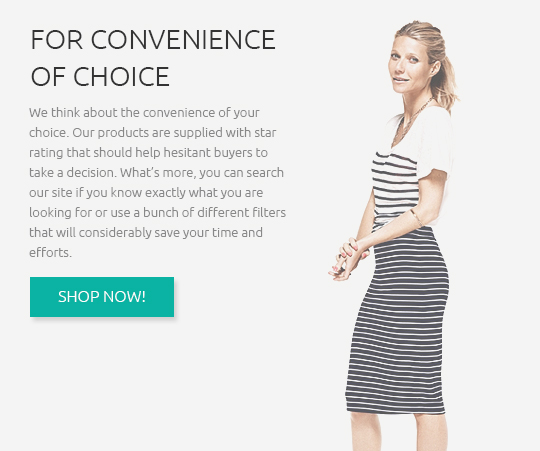 FOR CONVENIENCE
OF CHOICE
We think about the convenience of your
choice. Our products are supplied with star
rating that should help hesitant buyers to
take a decision. What's more, you can search
our site if you know exactly what you are
looking for or use a bunch of different filters
that will considerably save your time and
efforts.
SHOP NOW!